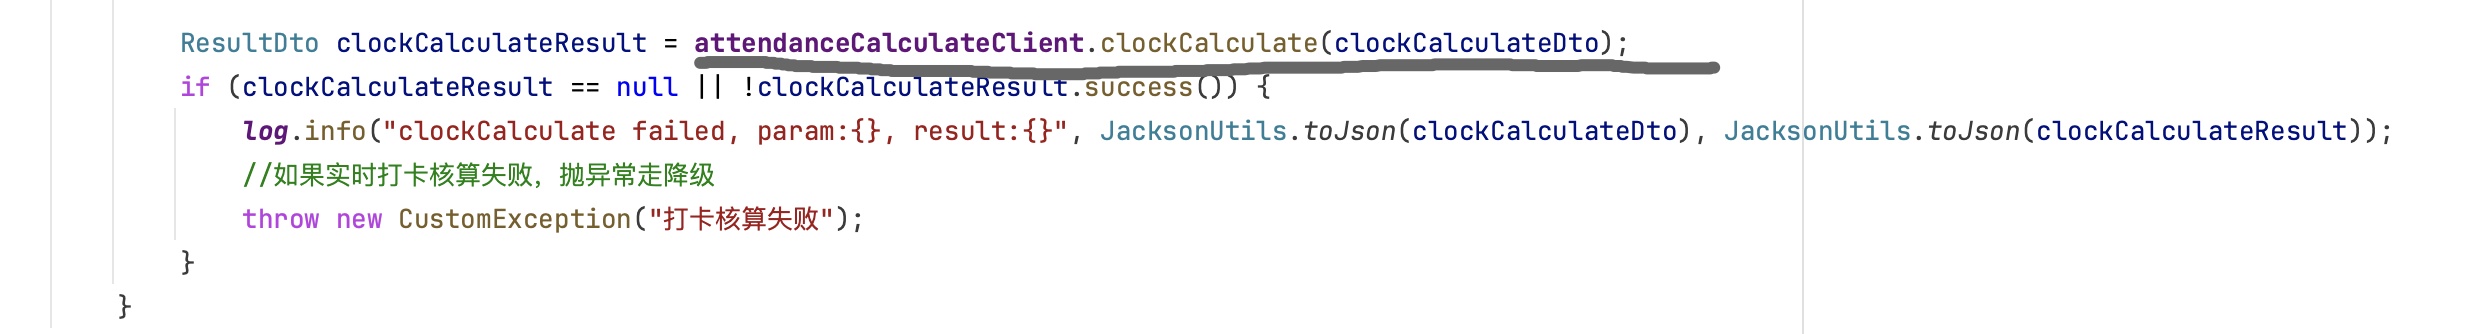 ResultDto clockCalculateResult = attendanceCalculateClient.clockCalculate(clockCalculateDto);
if (clockCalculateResult == null || !clockCalculateResult.success()) {
log.info("clockCalculate failed, param:{}, result:{}", JacksonUtils.toJson(clockCalculateDto), JacksonUtils.toJson(clockCalculateResult));
//如果实时打卡核算失败，抛异常走降级
throw new CustomException("打卡核算失败");
}
}